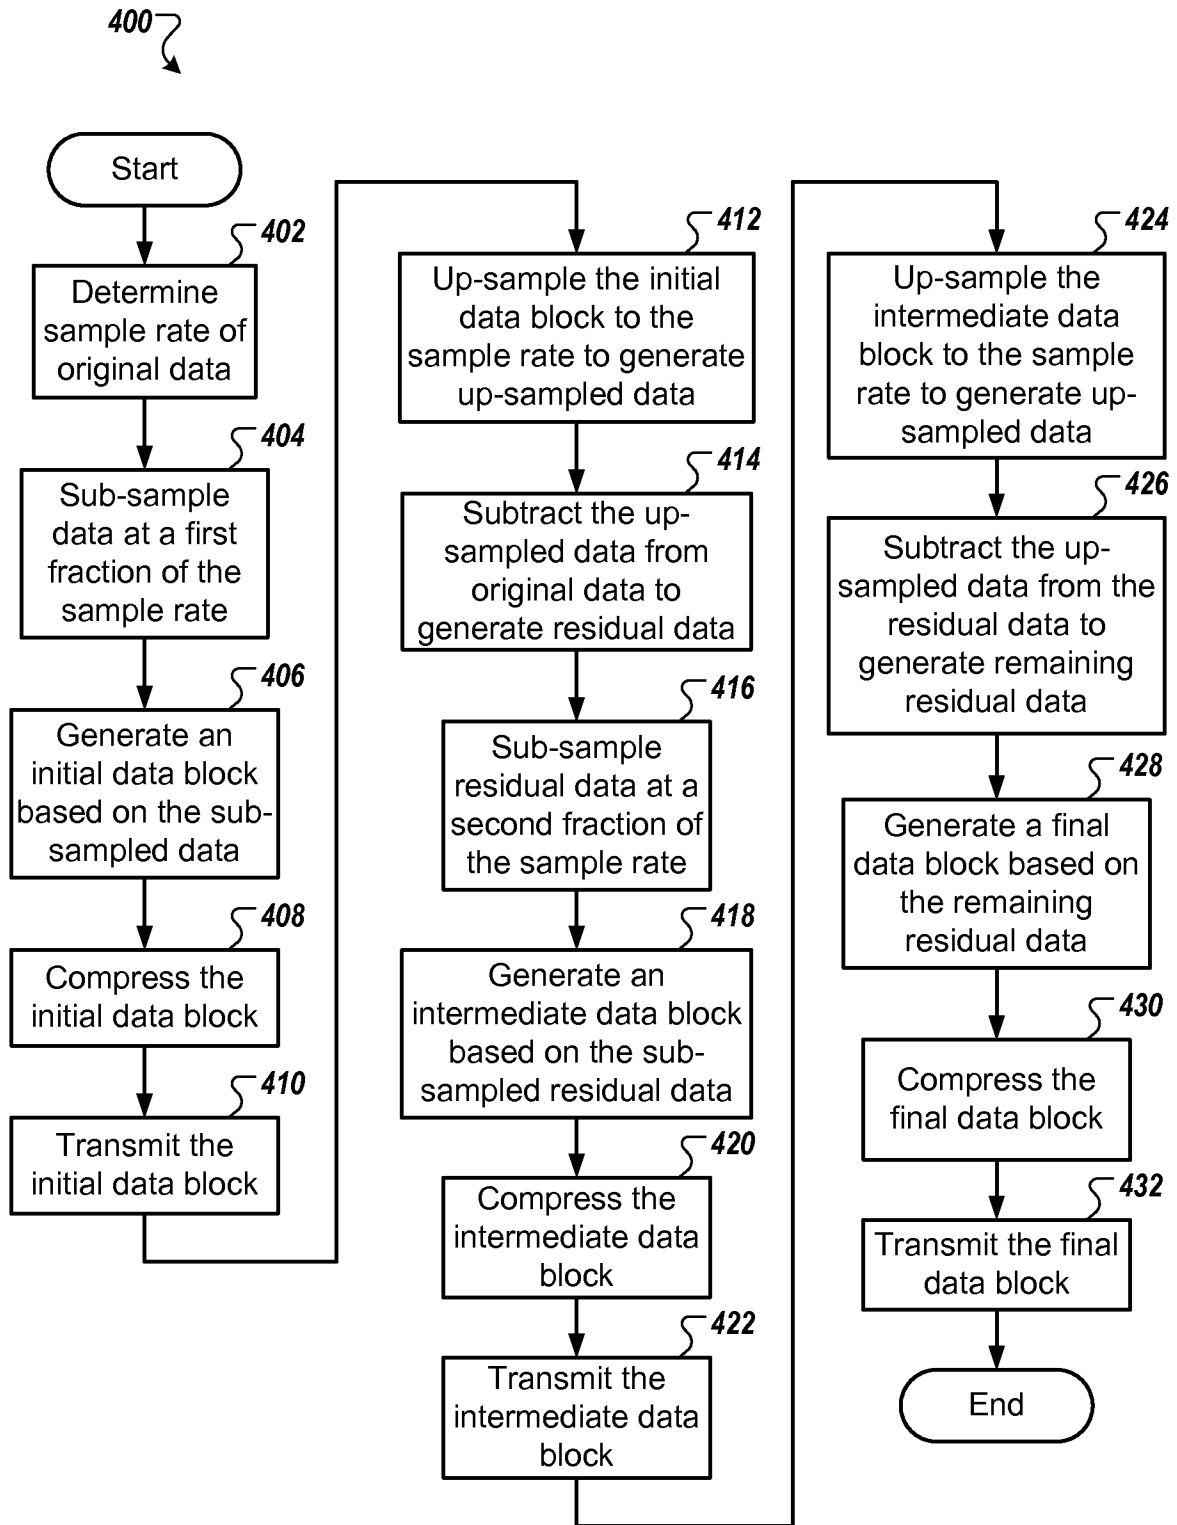 400
Start
402
Determine
sample rate of
original data
404
Sub-sample
data at a first
fraction of the
sample rate
406
Generate an
initial data block
based on the sub-
sampled data
408
Compress the
initial data block
410
Transmit the
initial data block
412
Up-sample the initial
data block to the
sample rate to generate
up-sampled data
414
Subtract the up-
sampled data from
original data to
generate residual data
416
Sub-sample
residual data at a
second fraction of
the sample rate
418
Generate an
intermediate data block
based on the sub-
sampled residual data
420
Compress the
intermediate data
block
422
Transmit the
intermediate data
block
424
Up-sample the
intermediate data
block to the sample
rate to generate up-
sampled data
426
Subtract the up-
sampled data from the
residual data to
generate remaining
residual data
428
Generate a final
data block based on
the remaining
residual data
430
Compress the
final data block
432
Transmit the final
data block
End